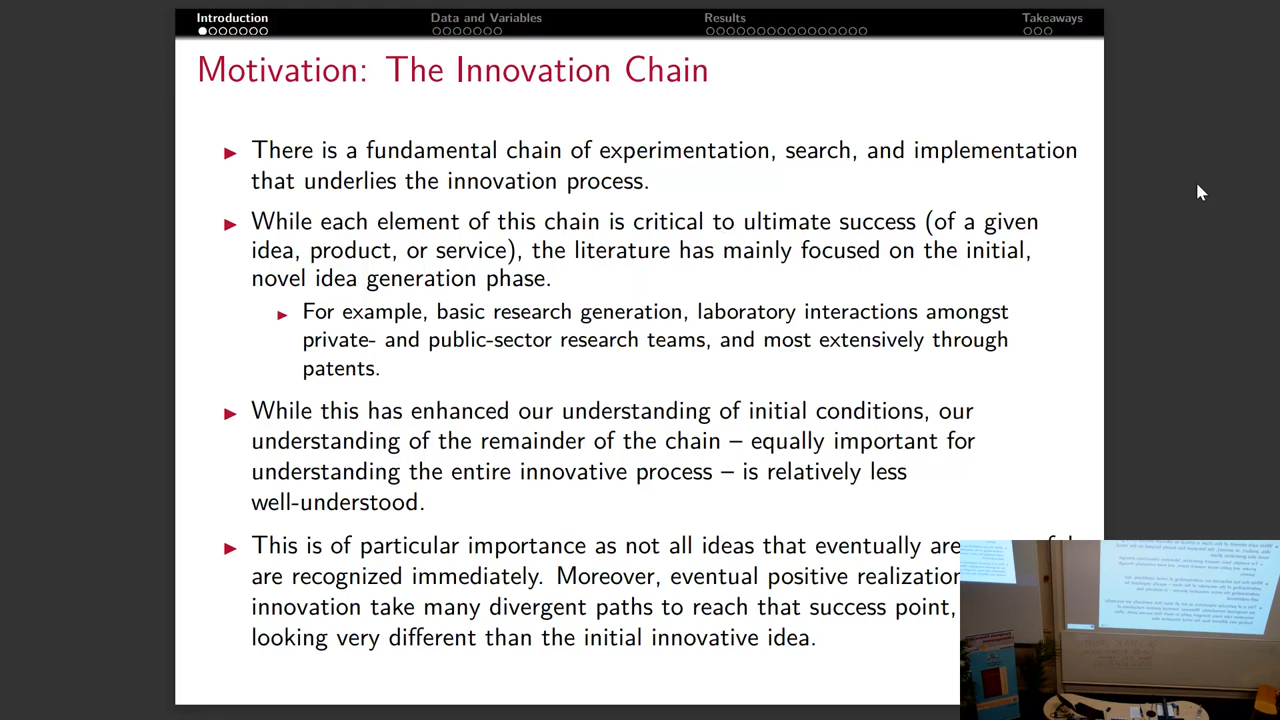 Introduction
Data and Variables
Results
Takeaways
Motivation: The Innovation Chain
There is a fundamental chain of experimentation, search, and implementation
that underlies the innovation process.
While each element of this chain is critical to ultimate success (of a given
idea, product, or service), the literature has mainly focused on the initial,
novel idea generation phase.
For example, basic research generation, laboratory interactions amongst
private- and public-sector research teams, and most extensively through
patents.
While this has enhanced our understanding of initial conditions, our
understanding of the remainder of the chain – equally important for
understanding the entire innovative process – is relatively less
well-understood.
This is of particular importance as not all ideas that eventually are
are recognized immediately. Moreover, eventual positive
innovation take many divergent paths to reach that success point,
looking very different than the initial innovative idea.